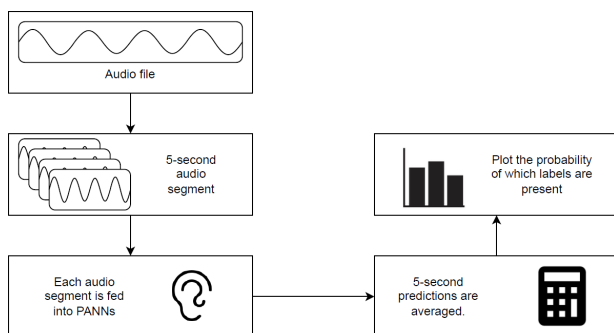 Audio file
5-second
audio
segment
Each audio
segment is fed
into PANNs
5-second
predictions are
averaged.
Plot the probability
of which labels are
present